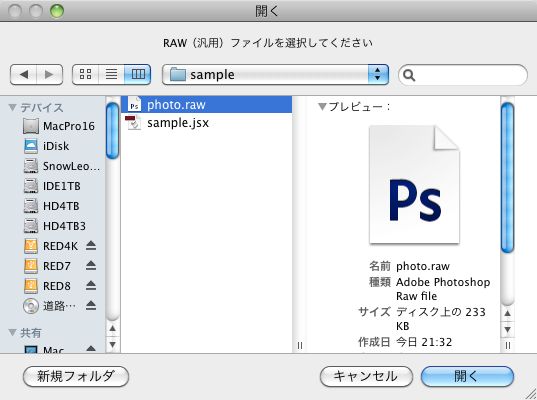 開く
RAW（汎用）ファイルを選択してください
sample
デバイス
MacPro16
iDisk
SnowLeo...
IDE1TB
HD4TB
HD4TB3
RED4K
RED7
RED8
道路...
共有
Mac
photo.raw
sample.jsx
プレビュー：
Ps
名前 photo.raw
種類 Adobe Photoshop
Raw file
サイズ ディスク上の 233
KB
作成日 今日 21:32
新規フォルダ
キャンセル
開く